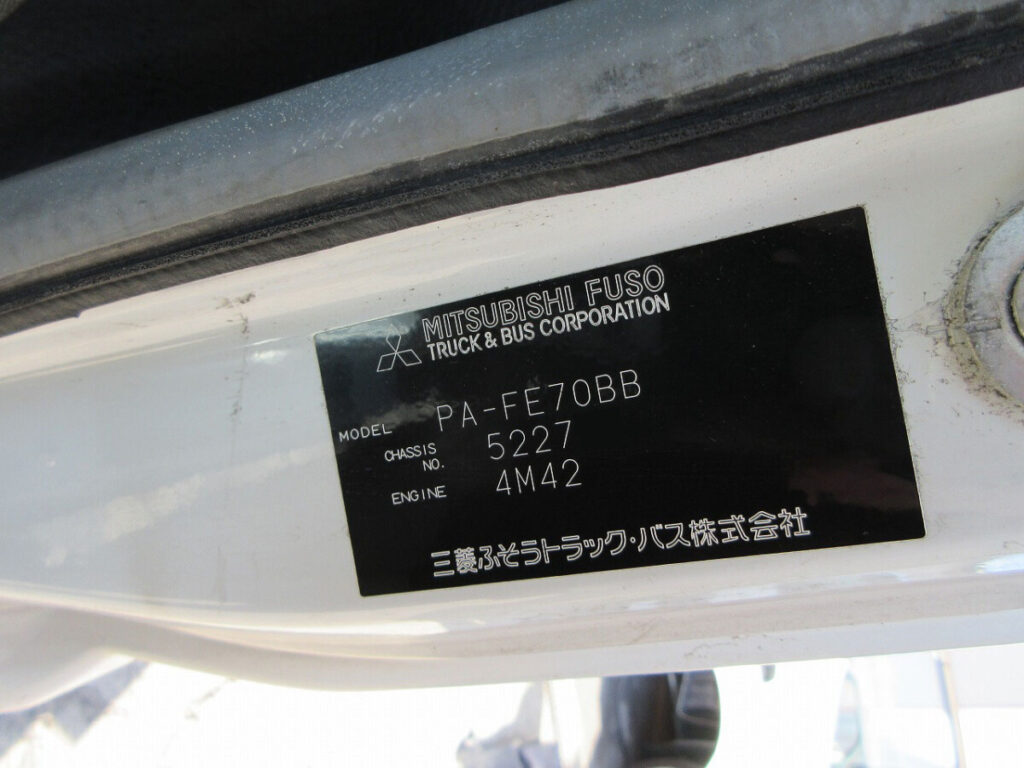 MITSUBISHI FUSO
TRUCK & BUS CORPORATION
MODEL PA-FE70BB
CHASSIS NO. 5227
ENGINE 4M42
三菱ふそうトラック・バス株式会社